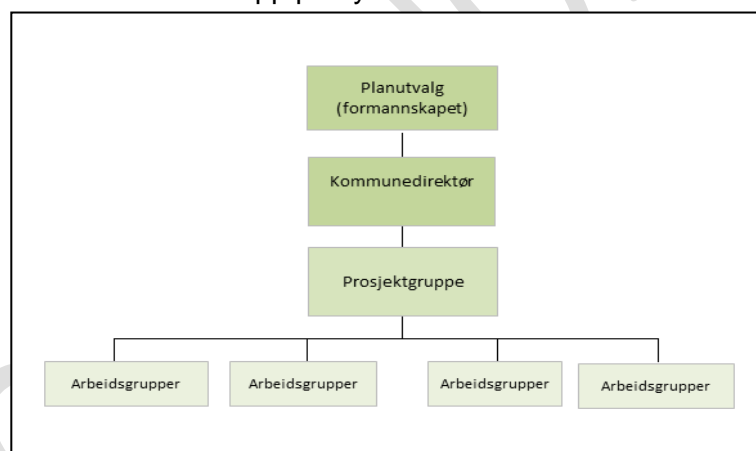 Planutvalg
(formannskapet)
Kommunedirektør
Prosjektgruppe
Arbeidsgrupper
Arbeidsgrupper
Arbeidsgrupper
Arbeidsgrupper